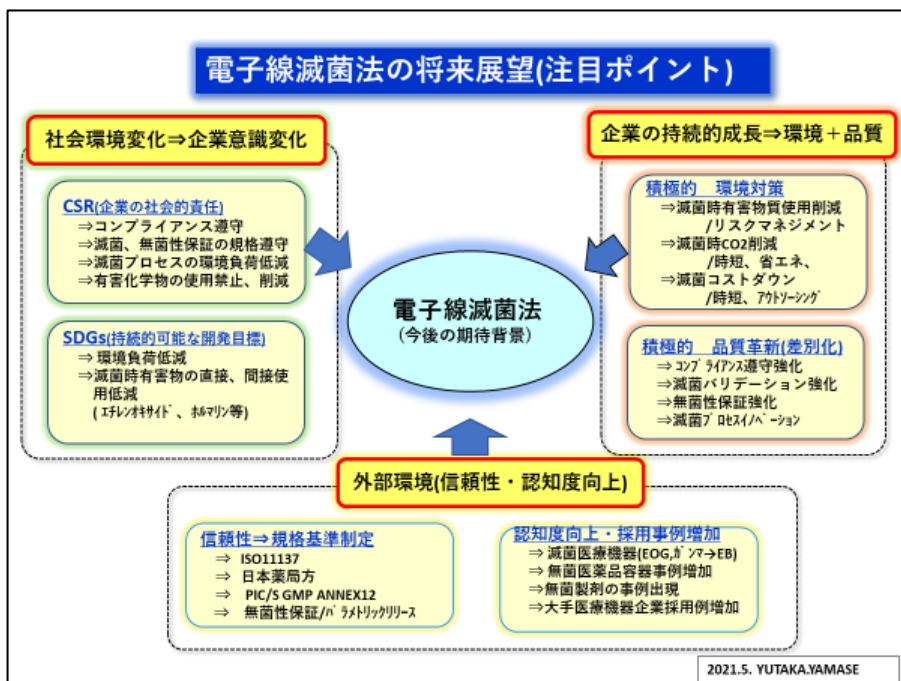 電子線滅菌法の将来展望(注目ポイント)
社会環境変化⇒企業意識変化
CSR(企業の社会的責任)
⇒コンプライアンス遵守
⇒滅菌、無菌性保証の規格遵守
⇒滅菌プロセスの環境負荷低減
⇒有害化学物の使用禁止、削減
SDGs(持続的可能な開発目標)
⇒環境負荷低減
⇒滅菌時有害物の直接、間接使
用低減
(ｴﾁﾚﾝｵｷｻｲﾄﾞ、ﾎﾙﾏﾘﾝ等)
企業の持続的成長⇒環境＋品質
積極的　環境対策
⇒滅菌時有害物質使用削減
/リスクマネジメント
⇒滅菌時CO2削減
/時短、省エネ、
⇒滅菌コストダウン
/時短、ｱｳﾄｿｰｼﾝｸﾞ
積極的　品質革新(差別化)
⇒ｺﾝﾌﾟﾗｲｱﾝｽ遵守強化
⇒滅菌バリデーション強化
⇒無菌性保証強化
⇒滅菌ﾌﾟﾛｾｽｲﾉﾍﾞｰｼｮﾝ
電子線滅菌法
(今後の期待背景)
外部環境(信頼性・認知度向上)
信頼性⇒規格基準制定
⇒ ISO11137
⇒ 日本薬局方
⇒ PIC/S GMP ANNEX12
⇒ 無菌性保証/ﾊﾟﾗﾒﾄﾘｯｸﾘﾘｰｽ
認知度向上・採用事例増加
⇒滅菌医療機器(EOG,ｶﾞﾝﾏ→EB)
⇒無菌医薬品容器事例増加
⇒無菌製剤の事例出現
⇒大手医療機器企業採用例増加
2021.5. YUTAKA.YAMASE